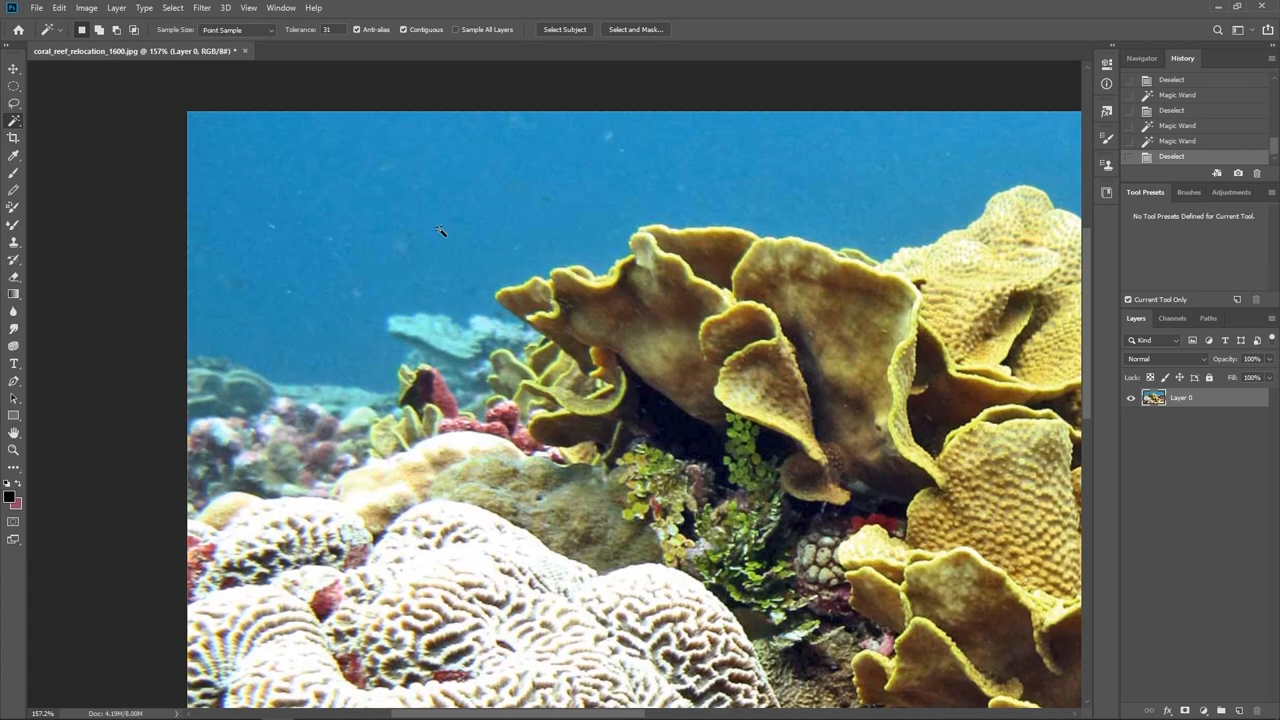 Ps File Edit Image Layer Type Select Filter 3D View Window Help
Sample Size: Point Sample Tolerance: 31 Anti-alias Contiguous Sample All Layers Select Subject Select and Mask...
coral_reef_relocation_1600.jpg @ 157% (Layer 0, RGB/8#) * ×
Navigator History
Deselect
Magic Wand
Deselect
Magic Wand
Magic Wand
Deselect
Tool Presets Brushes Adjustments
No Tool Presets Defined for Current Tool.
Current Tool Only
Layers Channels Paths
Kind
Normal Opacity: 100%
Lock: Fill: 100%
Layer 0
157.2% Doc: 4.19M/8.00M